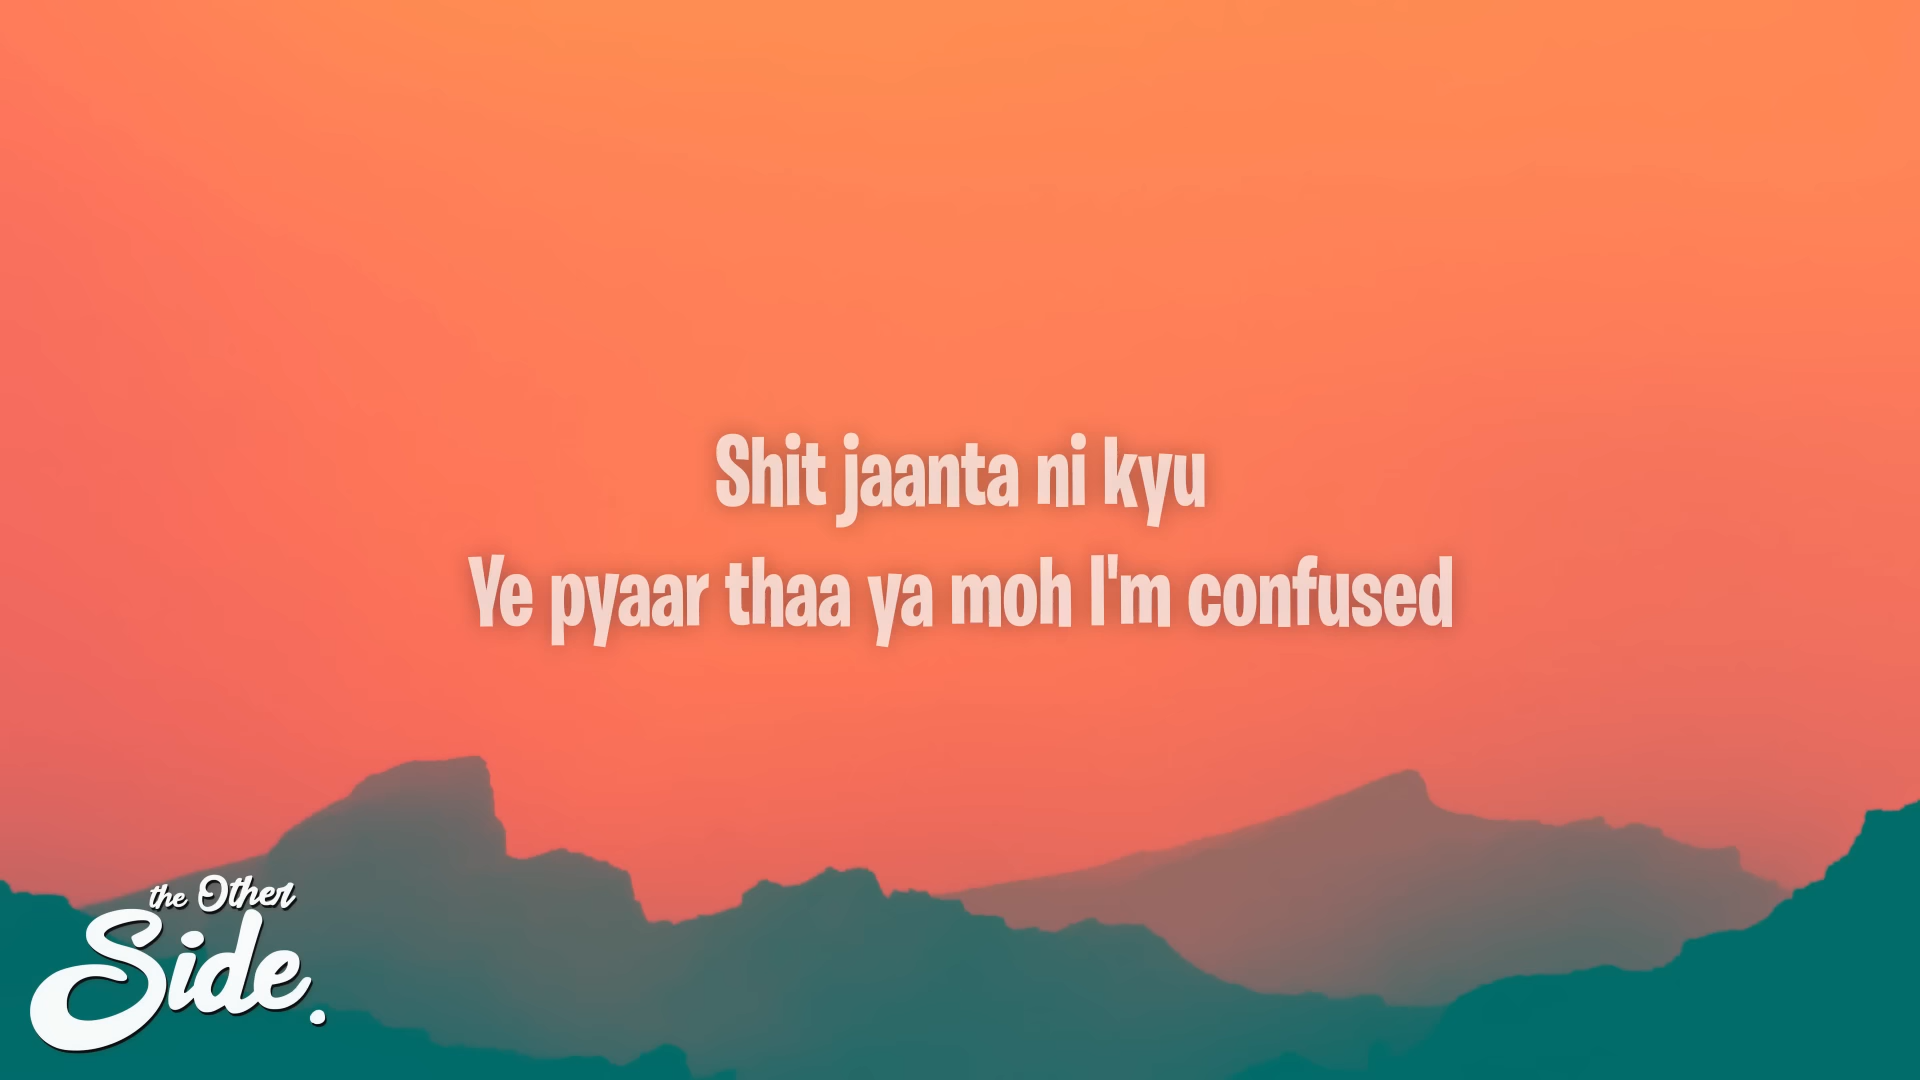 Shit jaanta ni kyu
Ye pyaar thaa ya moh I'm confused
the Other
Side.